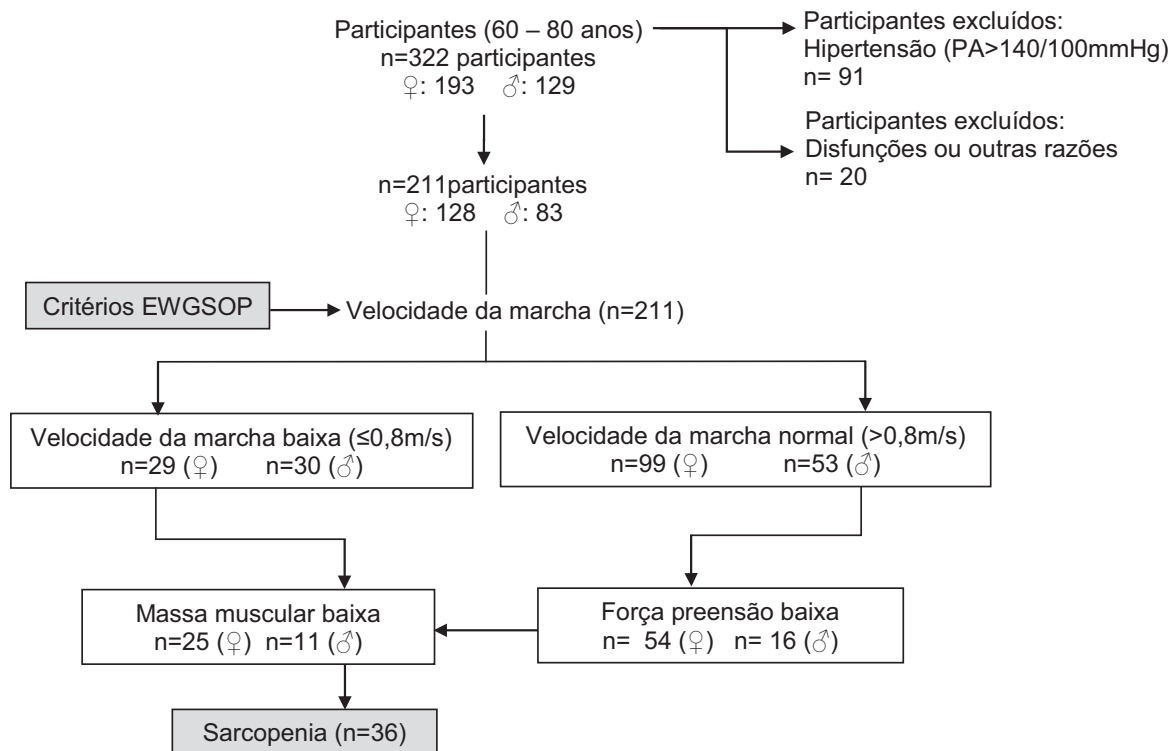 Participantes (60 – 80 anos)
n=322 participantes
♀: 193 ♂: 129
Participantes excluídos:
Hipertensão (PA>140/100mmHg)
n= 91
Participantes excluídos:
Disfunções ou outras razões
n= 20
n=211participantes
♀: 128 ♂: 83
Critérios EWGSOP
Velocidade da marcha (n=211)
Velocidade da marcha baixa (≤0,8m/s)
n=29 (♀) n=30 (♂)
Velocidade da marcha normal (>0,8m/s)
n=99 (♀) n=53 (♂)
Massa muscular baixa
n=25 (♀) n=11 (♂)
Força preensão baixa
n= 54 (♀) n= 16 (♂)
Sarcopenia (n=36)